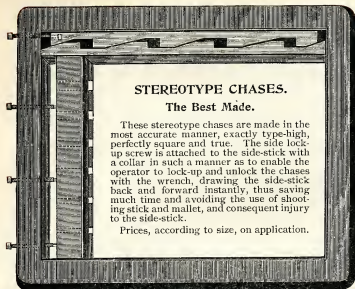 STEREOTYPE CHASES.
The Best Made.
These stereotype chases are made in the
most accurate manner, exactly type-high,
perfectly square and true. The side lock-
up screw is attached to the side-stick with
a collar in such a manner as to enable the
operator to lock-up and unlock the chases
with the wrench, drawing the side-stick
back and forward instantly, thus saving
much time and avoiding the use of shoot-
ing stick and mallet, and consequent injury
to the side-stick.
Prices, according to size, on application.